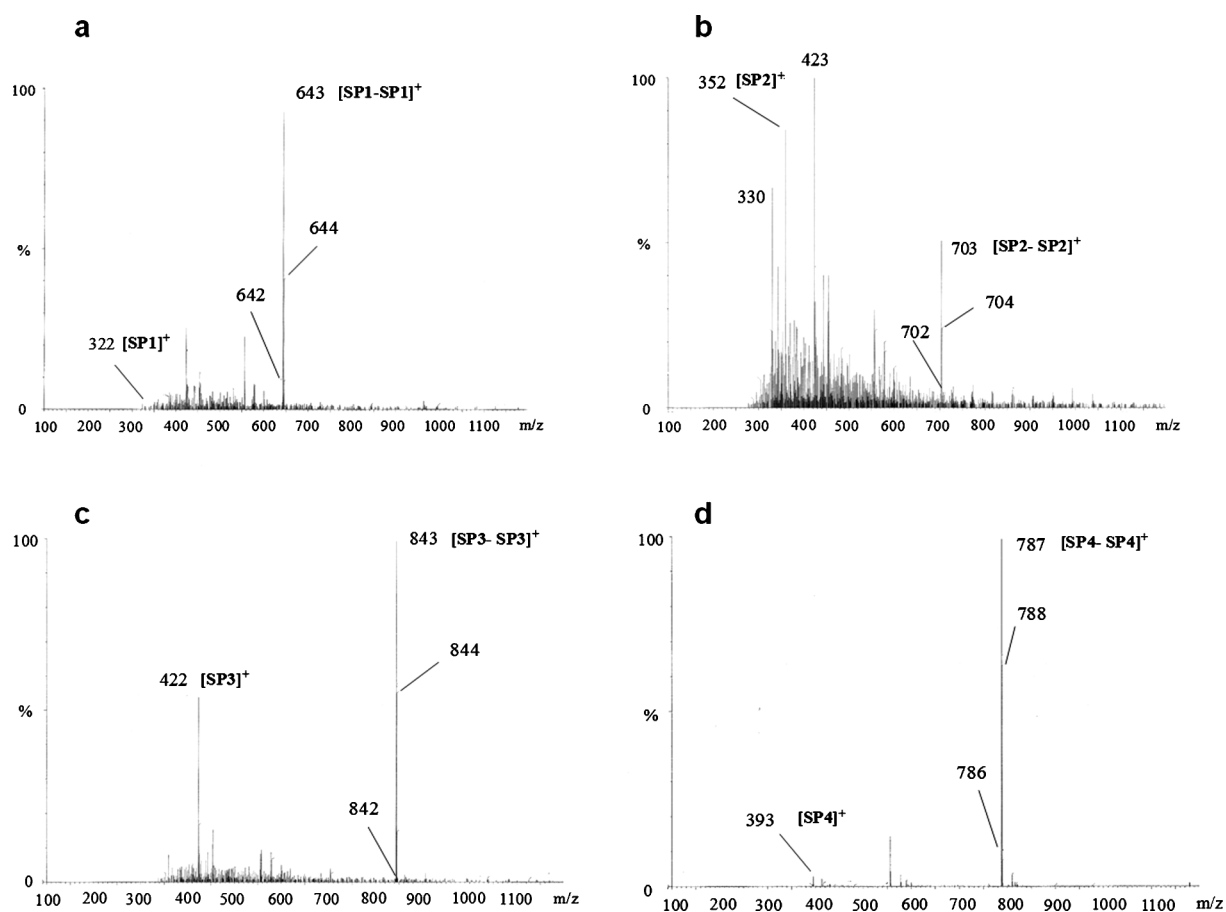 a
100
%
0
643 [SP1-SP1]⁺
644
642
322 [SP1]⁺
100 200 300 400 500 600 700 800 900 1000 1100 m/z
b
100
%
0
423
352 [SP2]⁺
330
703 [SP2- SP2]⁺
704
702
100 200 300 400 500 600 700 800 900 1000 1100 m/z
c
100
%
0
843 [SP3- SP3]⁺
844
422 [SP3]⁺
842
100 200 300 400 500 600 700 800 900 1000 1100 m/z
d
100
%
0
787 [SP4- SP4]⁺
788
786
393 [SP4]⁺
100 200 300 400 500 600 700 800 900 1000 1100 m/z